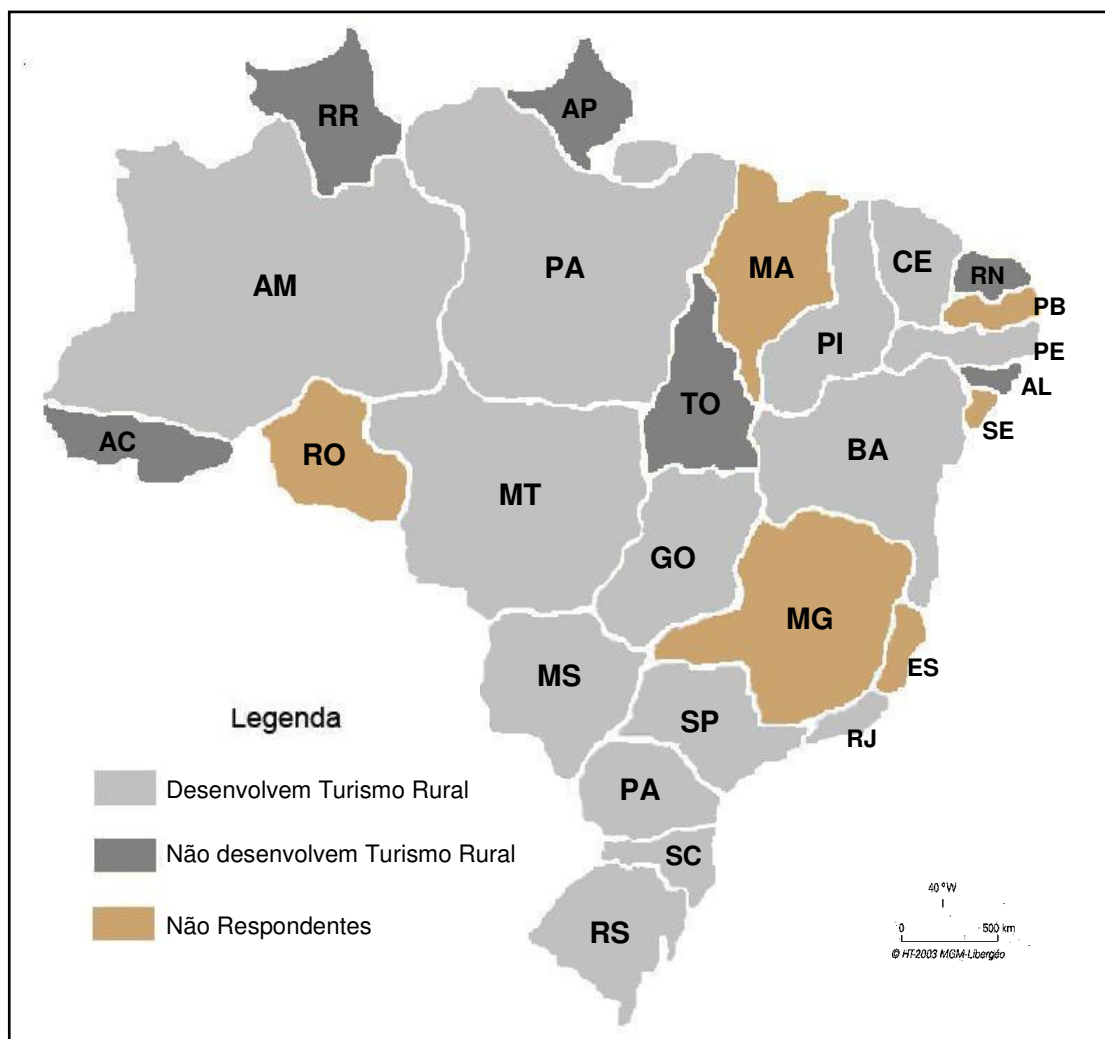 RR
AP
AM
PA
MA
CE
RN
PB
PI
PE
AL
TO
SE
AC
RO
BA
MT
GO
MG
MS
ES
SP
RJ
PA
SC
RS
Legenda
Desenvolvem Turismo Rural
Não desenvolvem Turismo Rural
Não Respondentes
40 °W
0 500 km
© HT-2003 MGM-Libergéo